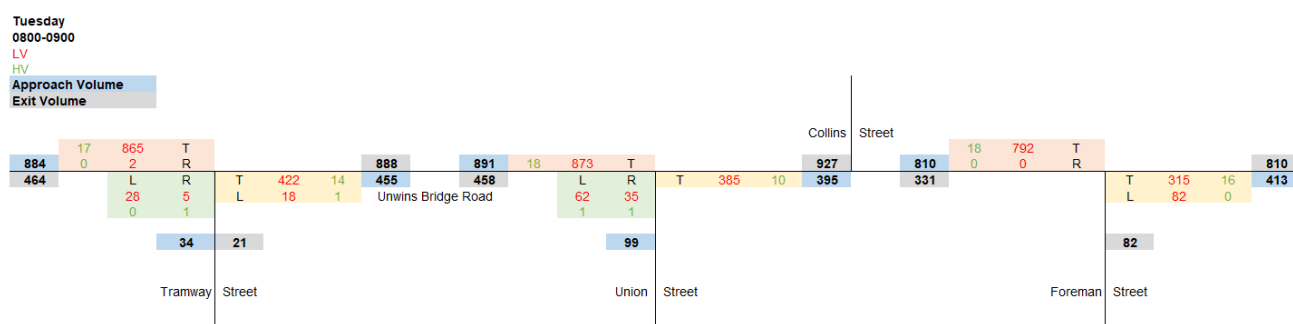 Tuesday
0800-0900
LV
HV
Approach Volume
Exit Volume
Collins Street
17 865 T 18 792 T
884 0 2 R 888 891 18 873 T 927 810 0 0 R 810
464 L R T 422 14 455 458 L R T 385 10 395 331 T 315 16 413
28 5 L 18 1 Unwins Bridge Road 62 35 L 82 0
0 1 1 1
34 21 99 82
Tramway Street Union Street Foreman Street